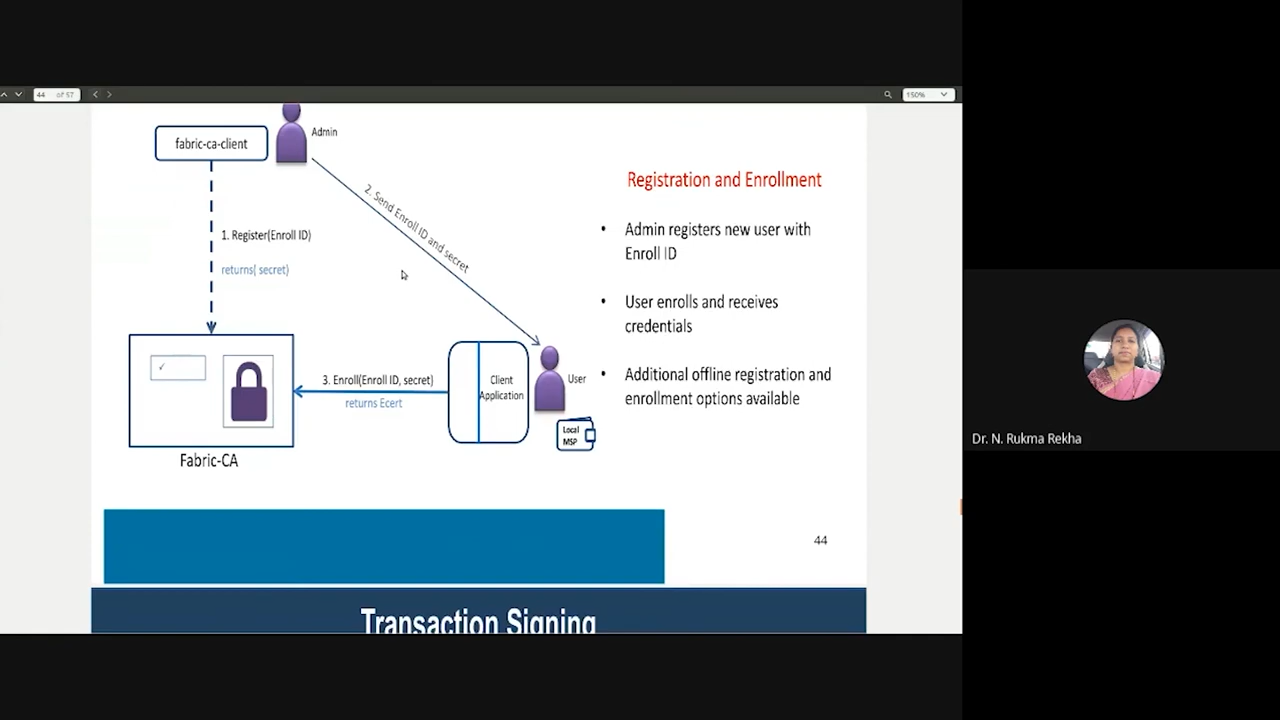 44 of 57
150%
fabric-ca-client
Admin
2. Send Enroll ID and secret
1. Register(Enroll ID)
returns( secret)
3. Enroll(Enroll ID, secret)
returns Ecert
Client
Application
User
Local
MSP
Fabric-CA
Registration and Enrollment
• Admin registers new user with
Enroll ID
• User enrolls and receives
credentials
• Additional offline registration and
enrollment options available
44
Transaction Signing
Dr. N. Rukma Rekha